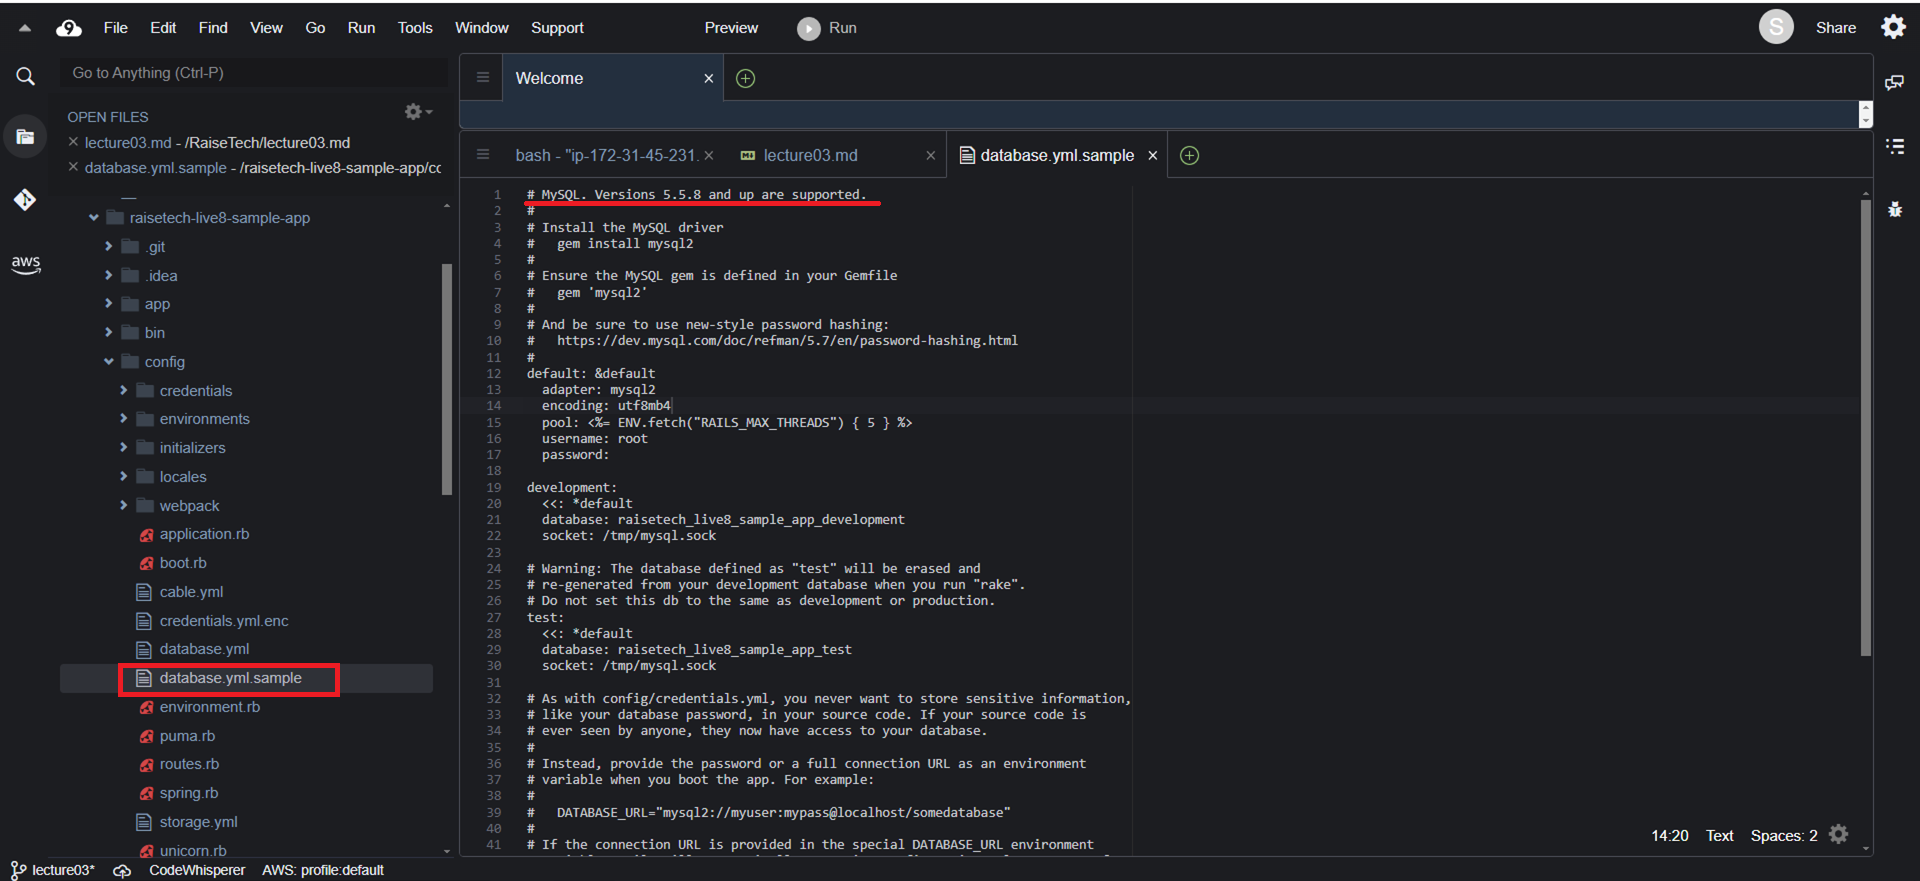 File Edit Find View Go Run Tools Window Support Preview Run S Share
Go to Anything (Ctrl-P)
OPEN FILES
lecture03.md - /RaiseTech/lecture03.md
database.yml.sample - /raisetech-live8-sample-app/cc
raisetech-live8-sample-app
.git
.idea
app
bin
config
credentials
environments
initializers
locales
webpack
application.rb
boot.rb
cable.yml
credentials.yml.enc
database.yml
database.yml.sample
environment.rb
puma.rb
routes.rb
spring.rb
storage.yml
unicorn.rb
aws
Welcome
bash - "ip-172-31-45-231. lecture03.md database.yml.sample
1 # MySQL. Versions 5.5.8 and up are supported.
2 #
3 # Install the MySQL driver
4 #   gem install mysql2
5 #
6 # Ensure the MySQL gem is defined in your Gemfile
7 #   gem 'mysql2'
8 #
9 # And be sure to use new-style password hashing:
10 #   https://dev.mysql.com/doc/refman/5.7/en/password-hashing.html
11 #
12 default: &default
13   adapter: mysql2
14   encoding: utf8mb4
15   pool: <%= ENV.fetch("RAILS_MAX_THREADS") { 5 } %>
16   username: root
17   password:
18
19 development:
20   <<: *default
21   database: raisetech_live8_sample_app_development
22   socket: /tmp/mysql.sock
23
24 # Warning: The database defined as "test" will be erased and
25 # re-generated from your development database when you run "rake".
26 # Do not set this db to the same as development or production.
27 test:
28   <<: *default
29   database: raisetech_live8_sample_app_test
30   socket: /tmp/mysql.sock
31
32 # As with config/credentials.yml, you never want to store sensitive information,
33 # like your database password, in your source code. If your source code is
34 # ever seen by anyone, they now have access to your database.
35 #
36 # Instead, provide the password or a full connection URL as an environment
37 # variable when you boot the app. For example:
38 #
39 #   DATABASE_URL="mysql2://myuser:mypass@localhost/somedatabase"
40 #
41 # If the connection URL is provided in the special DATABASE_URL environment
14:20 Text Spaces: 2
lecture03* CodeWhisperer AWS: profile:default